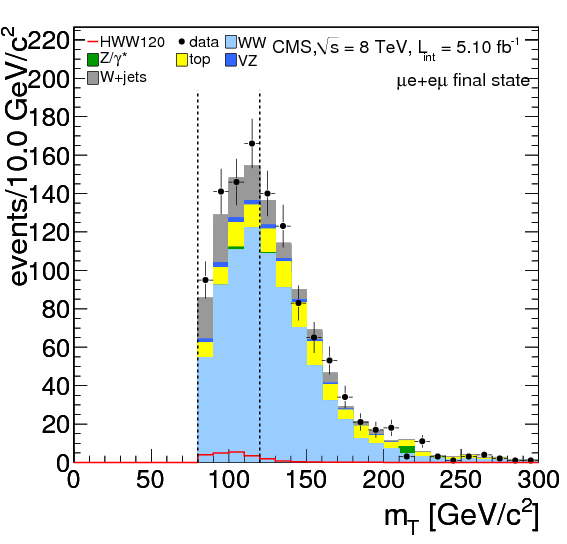 HWW120 data WW CMS,√s = 8 TeV, L_int = 5.10 fb⁻¹
Z/γ* top VZ
W+jets
μe+eμ final state
events/10.0 GeV/c²
220
200
180
160
140
120
100
80
60
40
20
0
0 50 100 150 200 250 300
m_T [GeV/c²]